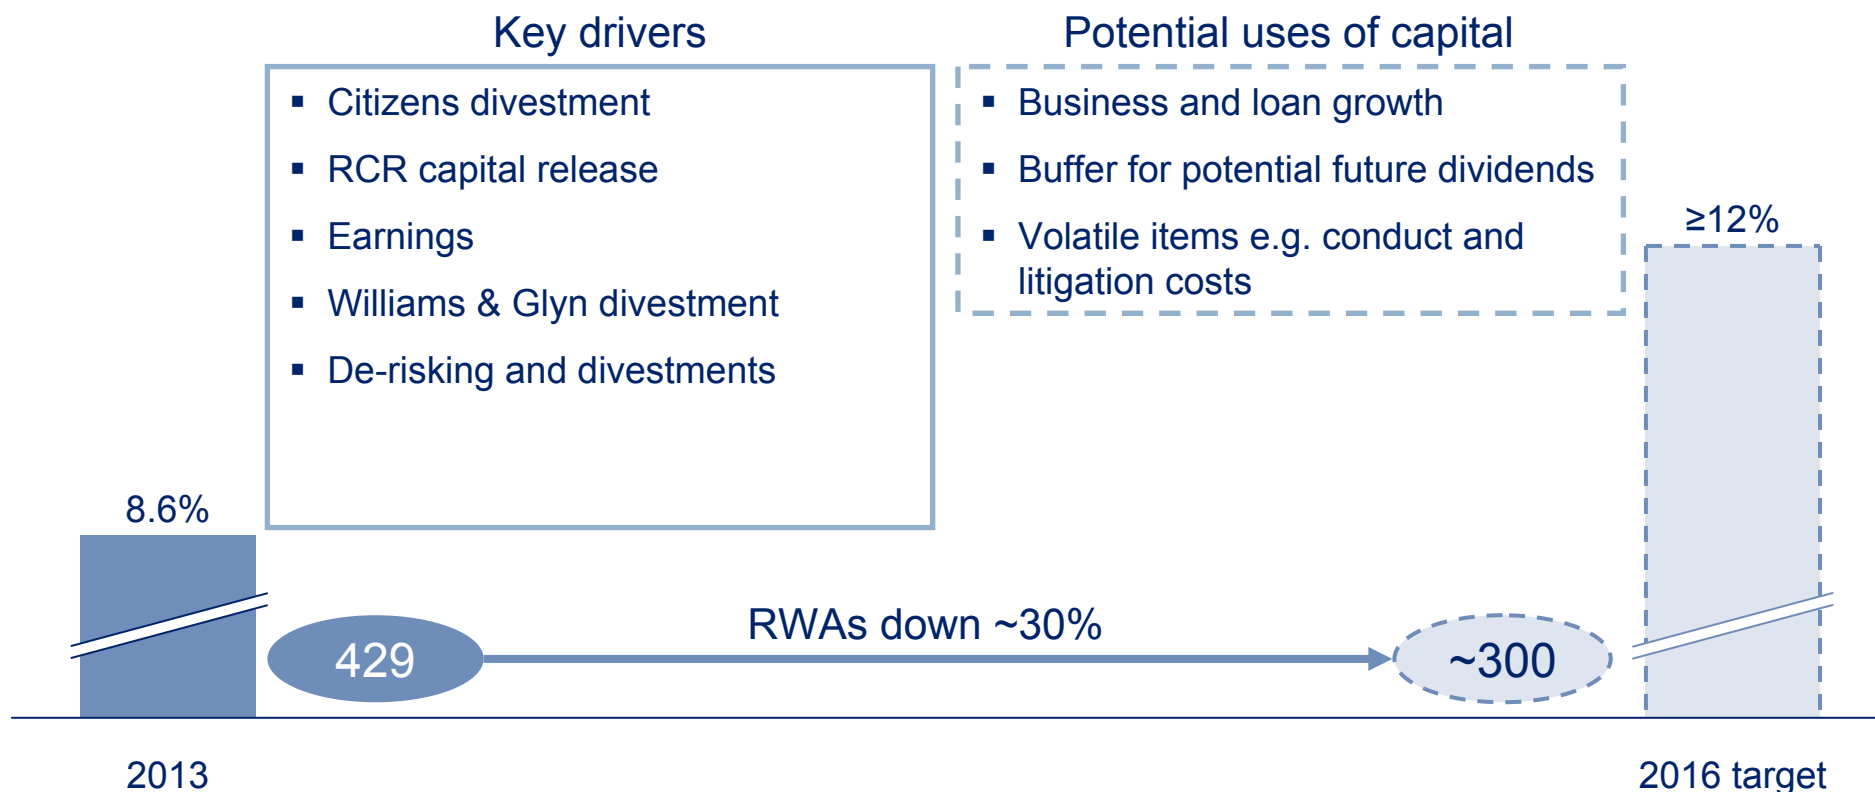 Key drivers
▪ Citizens divestment
▪ RCR capital release
▪ Earnings
▪ Williams & Glyn divestment
▪ De-risking and divestments
Potential uses of capital
▪ Business and loan growth
▪ Buffer for potential future dividends
▪ Volatile items e.g. conduct and
litigation costs
≥12%
8.6%
RWAs down ~30%
429
~300
2013
2016 target